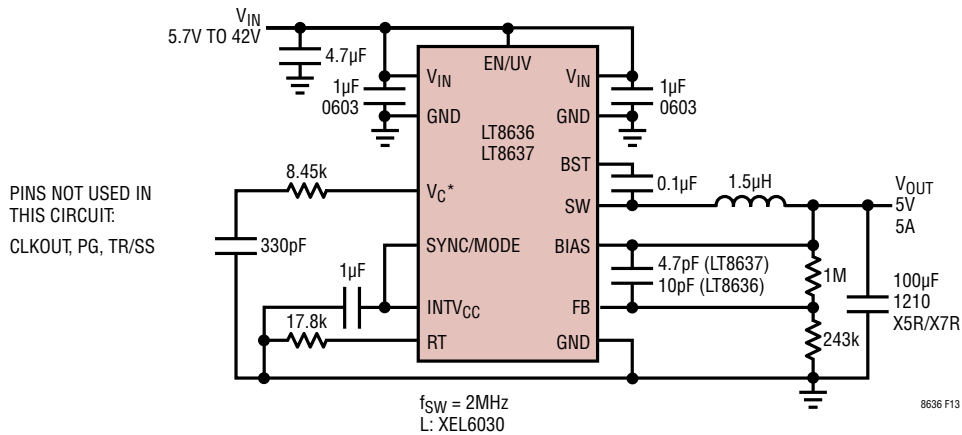 VIN
5.7V TO 42V
4.7µF
1µF
0603
VIN
GND
EN/UV
VIN
GND
1µF
0603
LT8636
LT8637
BST
0.1µF
SW
1.5µH
VOUT
5V
5A
PINS NOT USED IN
THIS CIRCUIT:
CLKOUT, PG, TR/SS
8.45k
VC*
330pF
SYNC/MODE
1µF
INTVCC
17.8k
RT
BIAS
4.7pF (LT8637)
10pF (LT8636)
FB
GND
1M
243k
100µF
1210
X5R/X7R
fSW = 2MHz
L: XEL6030
8636 F13